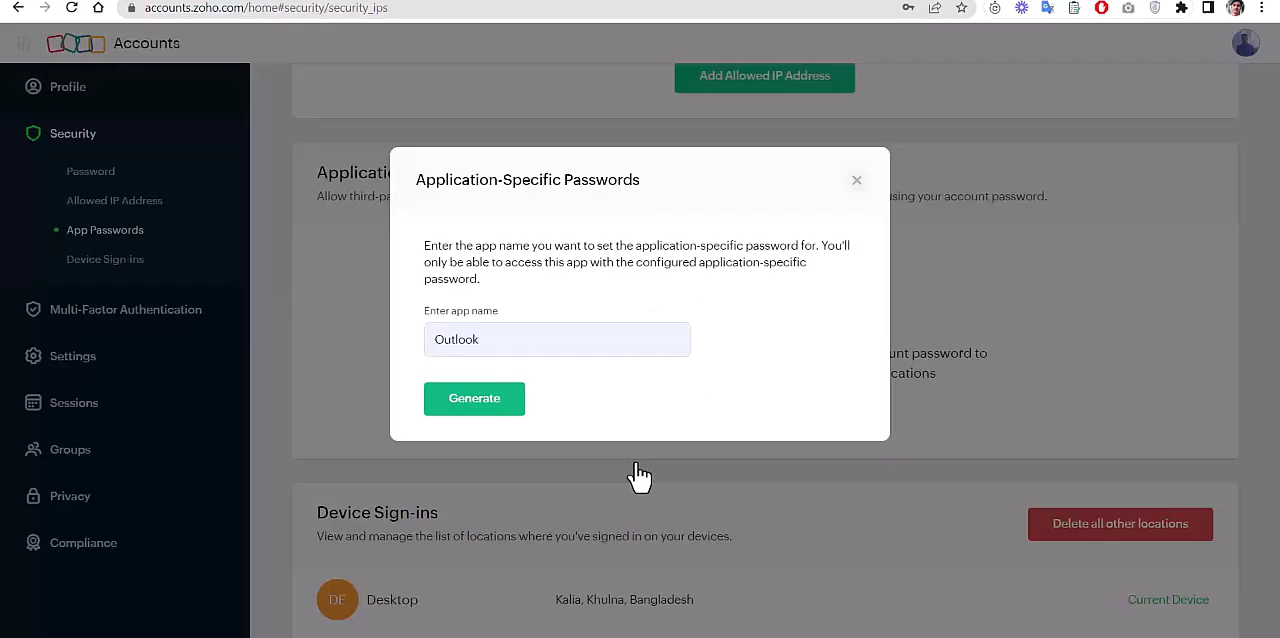 accounts.zoho.com/home#security/security_ips
Accounts
Profile
Security
Password
Allowed IP Address
App Passwords
Device Sign-ins
Multi-Factor Authentication
Settings
Sessions
Groups
Privacy
Compliance
Add Allowed IP Address
Applicati
Allow third-pa
using your account password.
Application-Specific Passwords
Enter the app name you want to set the application-specific password for. You'll
only be able to access this app with the configured application-specific
password.
Enter app name
Outlook
Generate
unt password to
cations
Device Sign-ins
View and manage the list of locations where you've signed in on your devices.
Delete all other locations
DE
Desktop
Kalia, Khulna, Bangladesh
Current Device